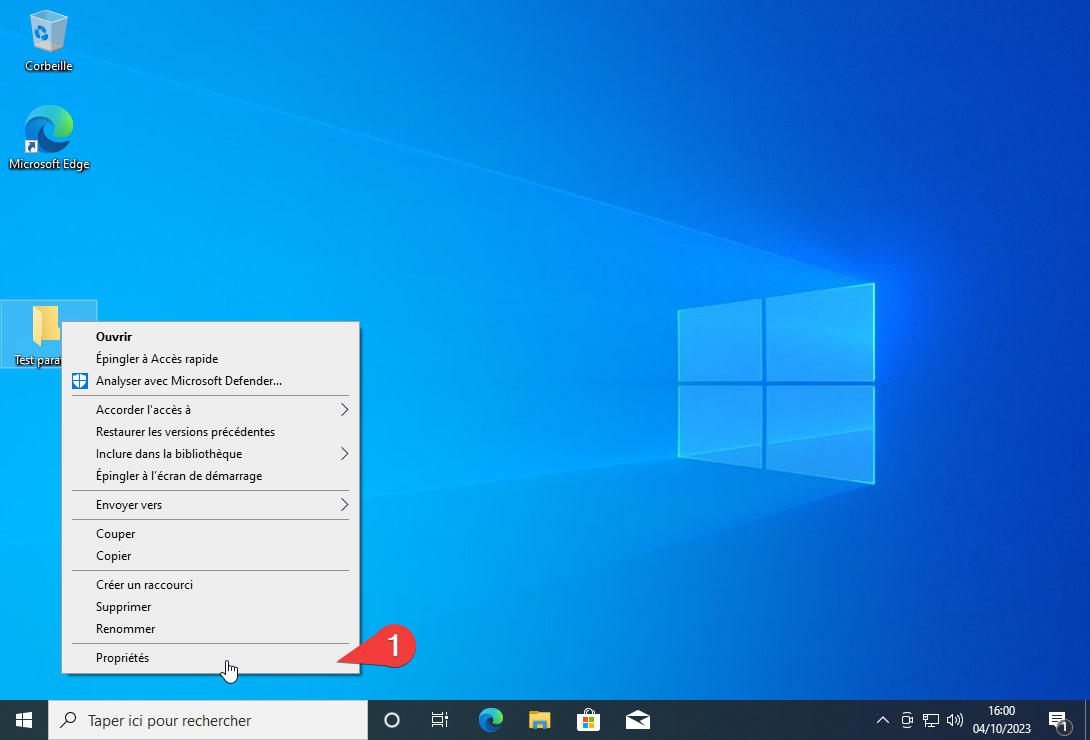 Corbeille
Microsoft Edge
Test para
Ouvrir
Épingler à Accès rapide
Analyser avec Microsoft Defender...
Accorder l'accès à
Restaurer les versions précédentes
Inclure dans la bibliothèque
Épingler à l'écran de démarrage
Envoyer vers
Couper
Copier
Créer un raccourci
Supprimer
Renommer
Propriétés
1
Taper ici pour rechercher
16:00
04/10/2023
1